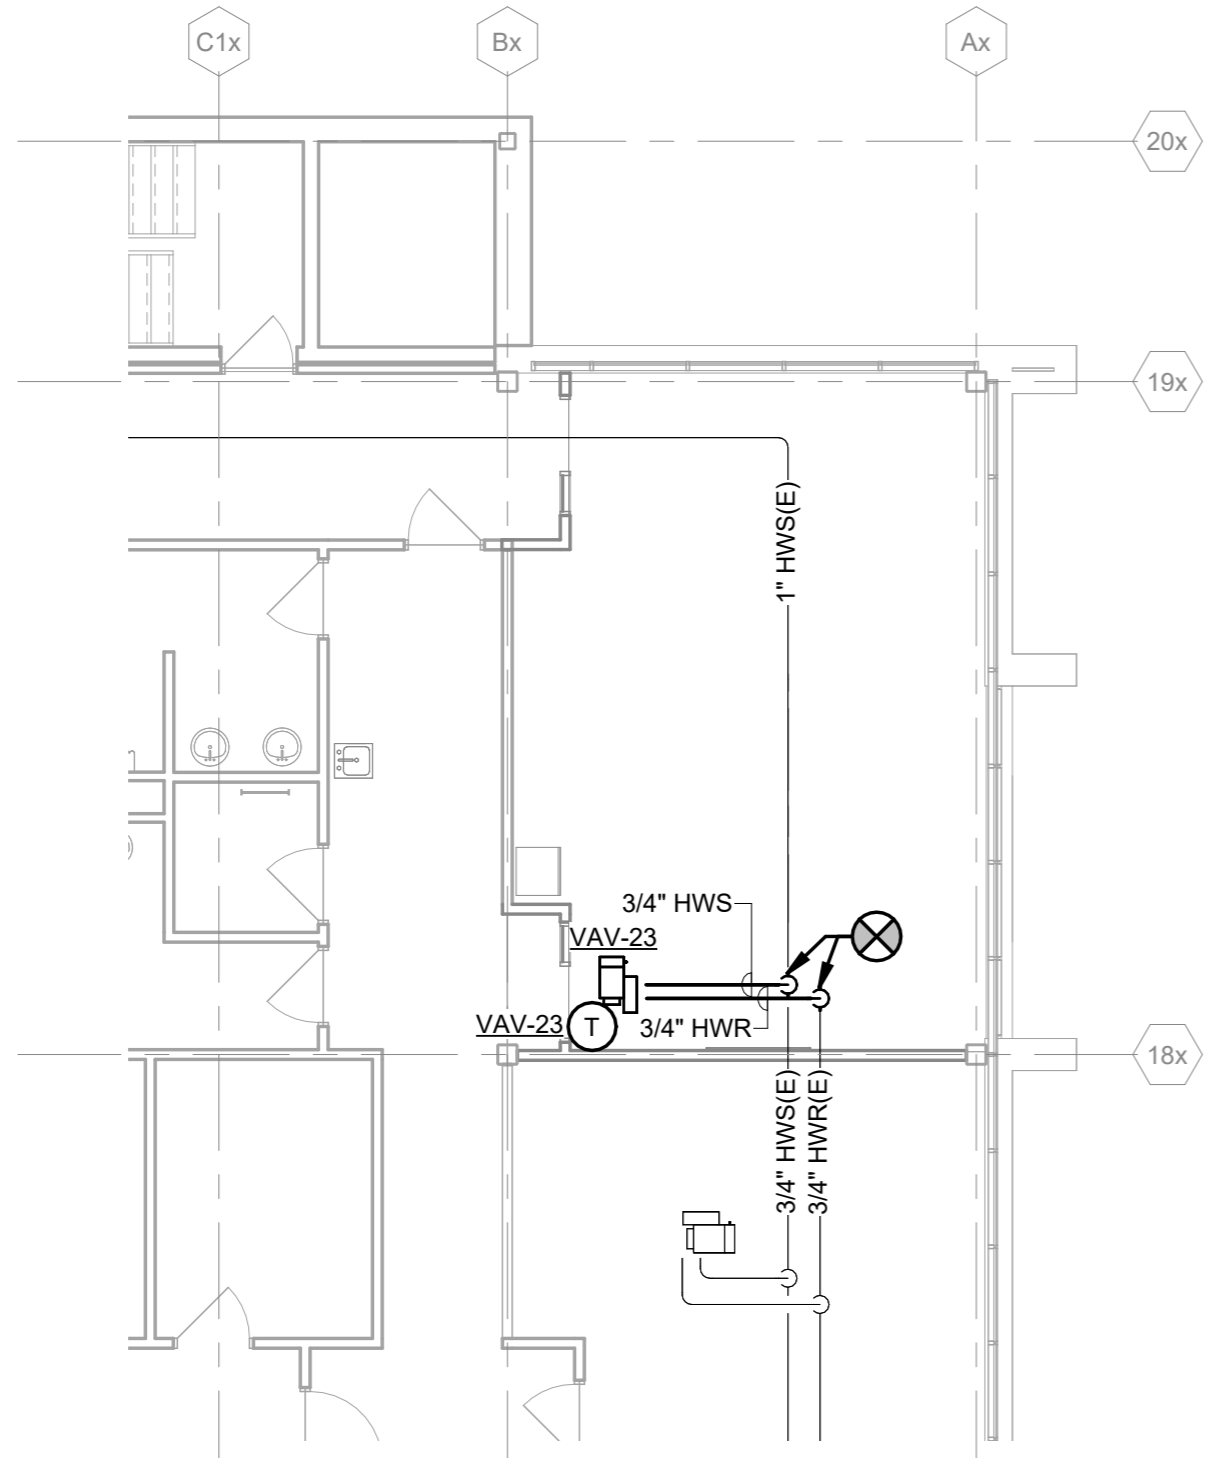 C1x
Bx
Ax
20x
19x
1" HWS(E)
3/4" HWS
VAV-23
VAV-23
T
3/4" HWR
18x
3/4" HWS(E)
3/4" HWR(E)